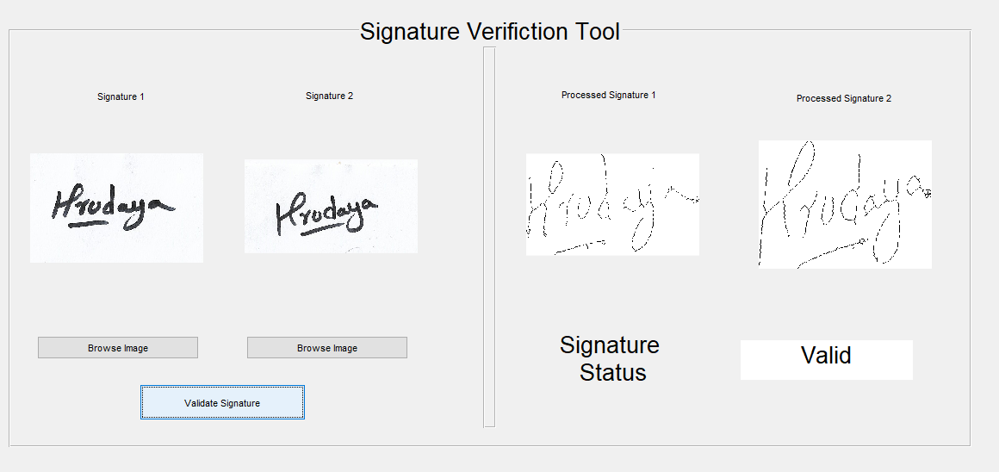 Signature Verifiction Tool
Signature 1
Signature 2
Processed Signature 1
Processed Signature 2
Hrudaya
Hrudaya
Hrudaya
Hrudaya
Browse Image
Browse Image
Validate Signature
Signature
Status
Valid